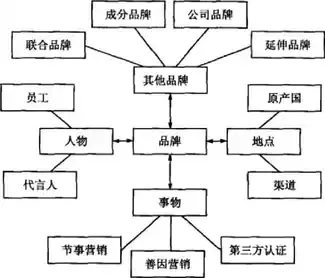 成分品牌
公司品牌
联合品牌
延伸品牌
其他品牌
员工
原产国
人物
品牌
地点
代言人
渠道
事物
节事营销
善因营销
第三方认证